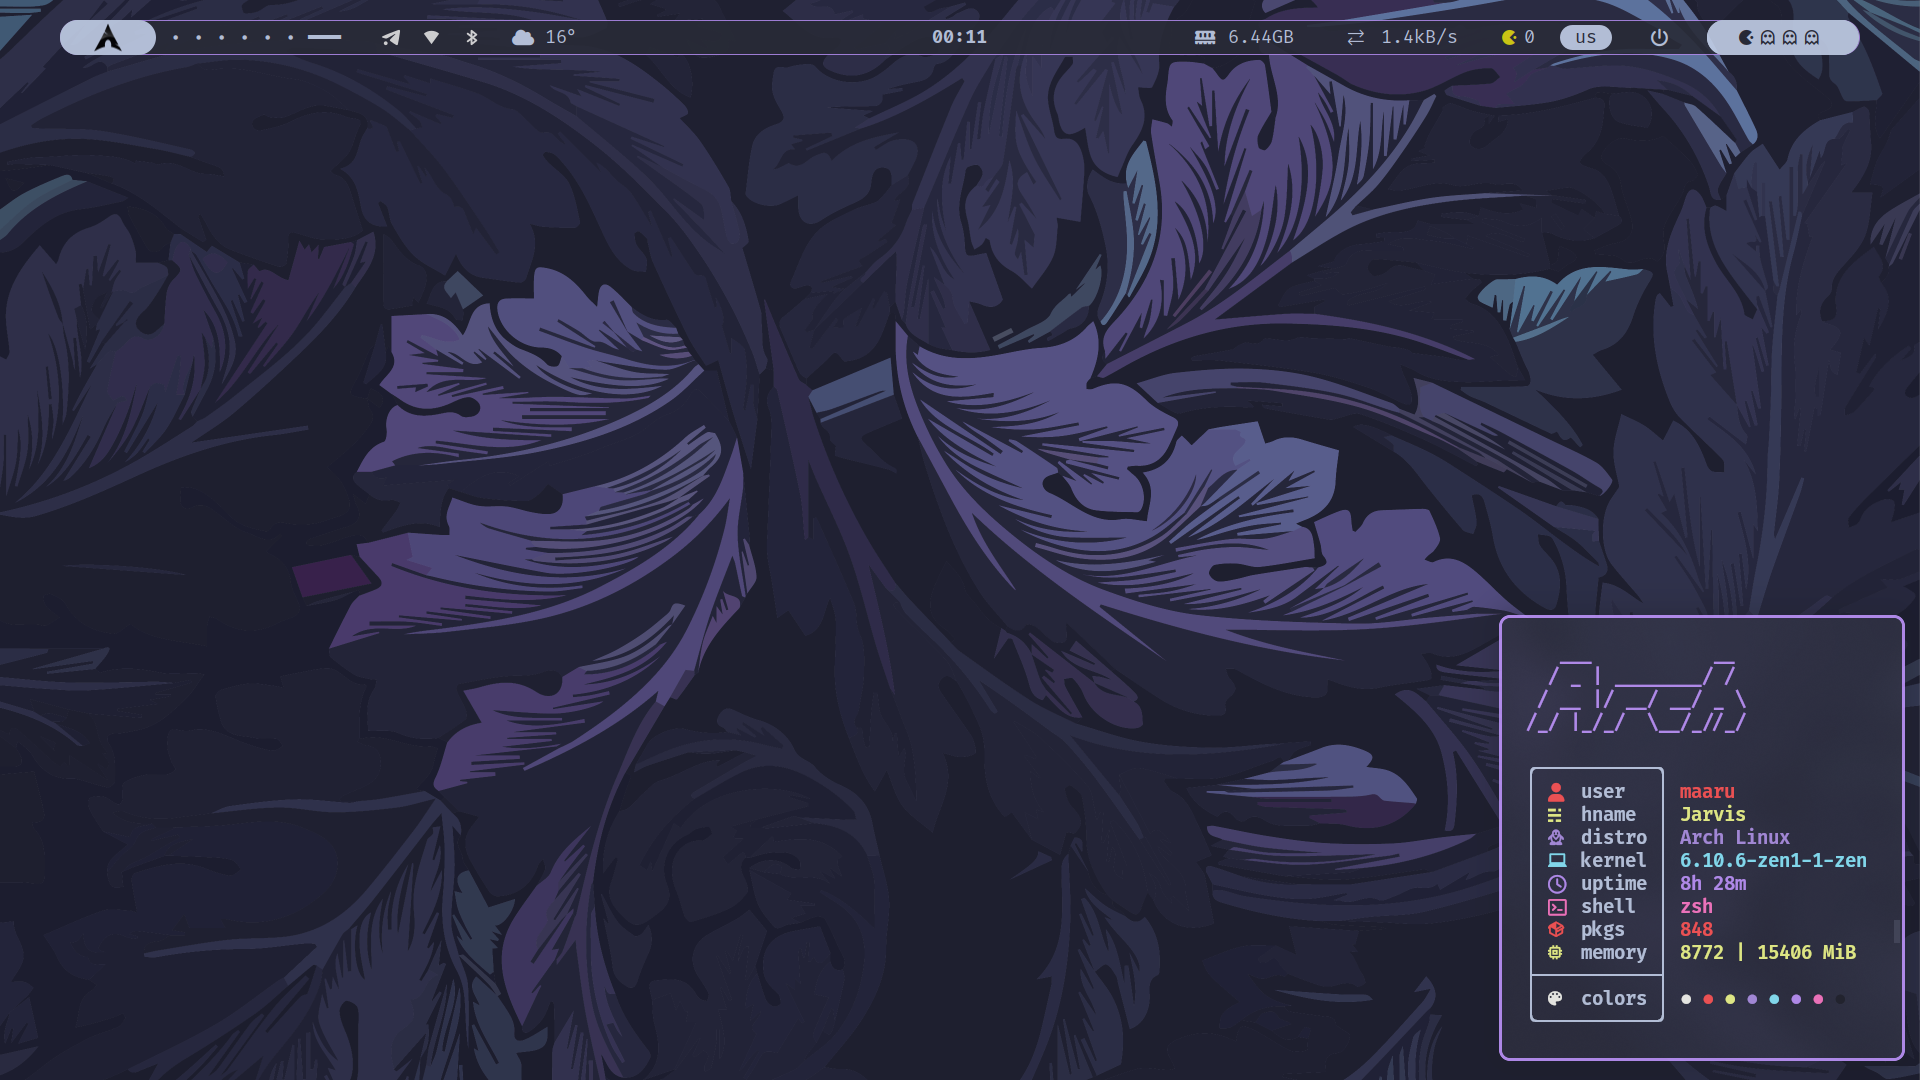 16° 00:11 6.44GB 1.4kB/s 0 us
Arch
user maaru
hname Jarvis
distro Arch Linux
kernel 6.10.6-zen1-1-zen
uptime 8h 28m
shell zsh
pkgs 848
memory 8772 | 15406 MiB
colors